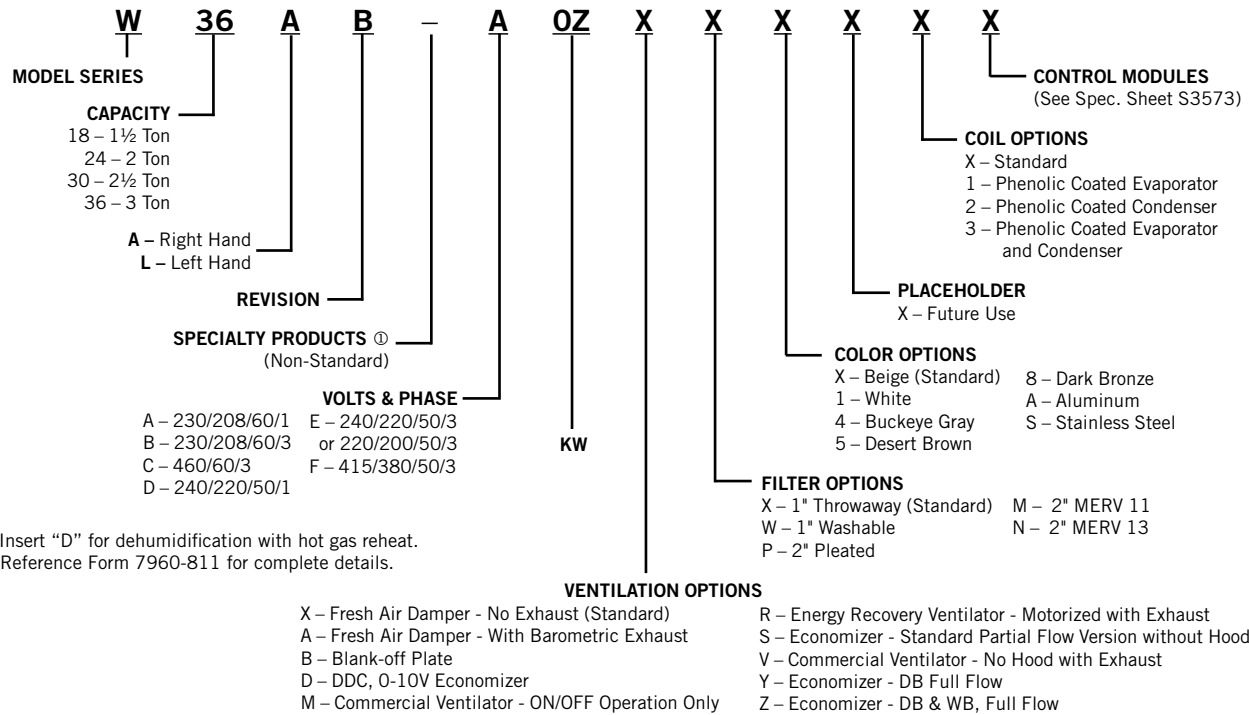 W 36 A B – A 0Z X X X X X X
MODEL SERIES
CAPACITY
18 – 1½ Ton
24 – 2 Ton
30 – 2½ Ton
36 – 3 Ton
A – Right Hand
L – Left Hand
REVISION
SPECIALTY PRODUCTS ①
(Non-Standard)
VOLTS & PHASE
A – 230/208/60/1
B – 230/208/60/3
C – 460/60/3
D – 240/220/50/1
E – 240/220/50/3
or 220/200/50/3
F – 415/380/50/3
KW
CONTROL MODULES
(See Spec. Sheet S3573)
COIL OPTIONS
X – Standard
1 – Phenolic Coated Evaporator
2 – Phenolic Coated Condenser
3 – Phenolic Coated Evaporator
and Condenser
PLACEHOLDER
X – Future Use
COLOR OPTIONS
X – Beige (Standard)
1 – White
4 – Buckeye Gray
5 – Desert Brown
8 – Dark Bronze
A – Aluminum
S – Stainless Steel
FILTER OPTIONS
X – 1" Throwaway (Standard)
W – 1" Washable
P – 2" Pleated
M – 2" MERV 11
N – 2" MERV 13
Insert “D” for dehumidification with hot gas reheat.
Reference Form 7960-811 for complete details.
VENTILATION OPTIONS
X – Fresh Air Damper - No Exhaust (Standard)
A – Fresh Air Damper - With Barometric Exhaust
B – Blank-off Plate
D – DDC, 0-10V Economizer
M – Commercial Ventilator - ON/OFF Operation Only
R – Energy Recovery Ventilator - Motorized with Exhaust
S – Economizer - Standard Partial Flow Version without Hood
V – Commercial Ventilator - No Hood with Exhaust
Y – Economizer - DB Full Flow
Z – Economizer - DB & WB, Full Flow